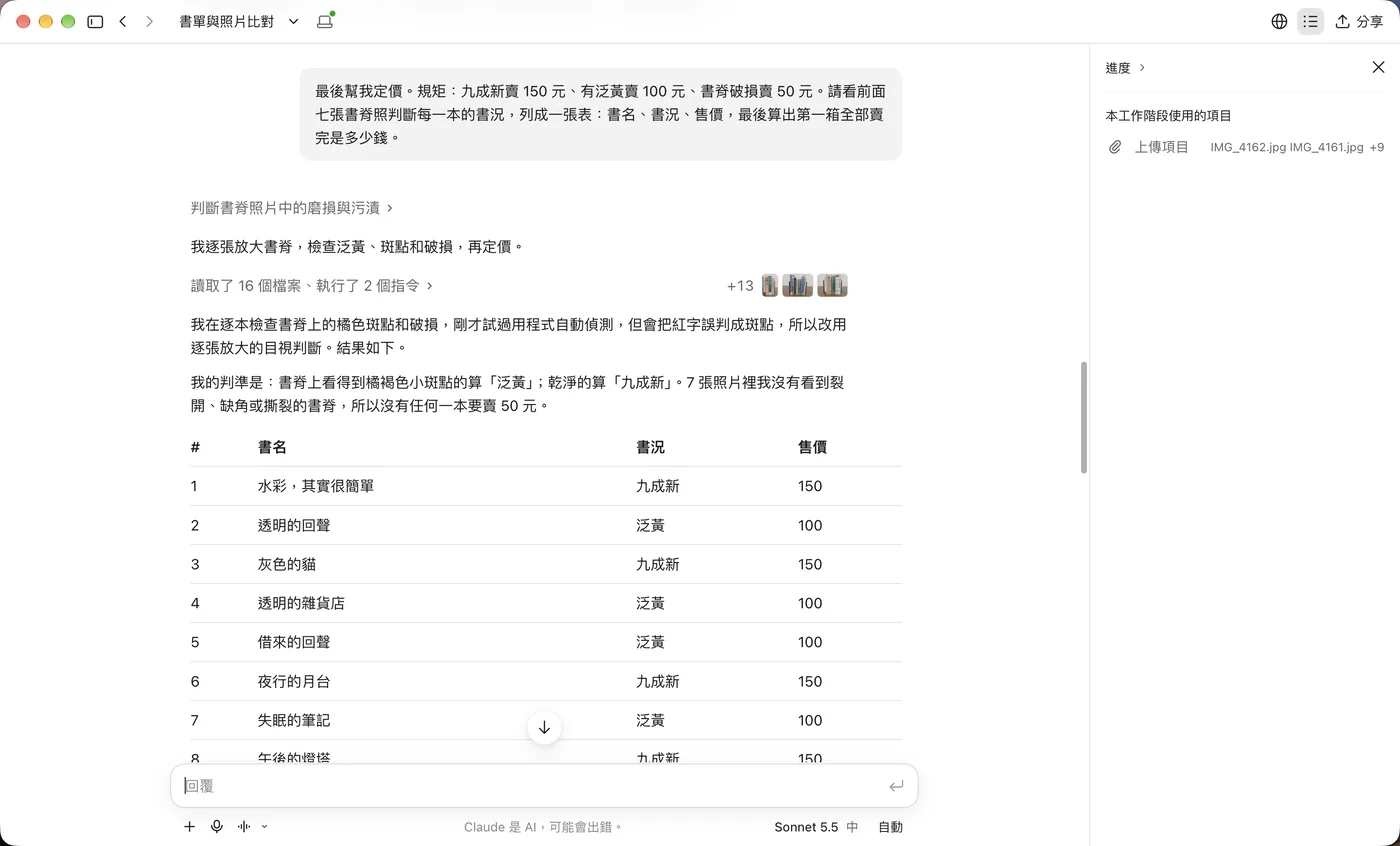 書單與照片比對
分享
最後幫我定價。規矩：九成新賣 150 元、有泛黃賣 100 元、書脊破損賣 50 元。請看前面
七張書脊照判斷每一本的書況，列成一張表：書名、書況、售價，最後算出第一箱全部賣
完是多少錢。
判斷書脊照片中的磨損與污漬
我逐張放大書脊，檢查泛黃、斑點和破損，再定價。
讀取了 16 個檔案、執行了 2 個指令
+13
我在逐本檢查書脊上的橘色斑點和破損，剛才試過用程式自動偵測，但會把紅字誤判成斑點，所以改用
逐張放大的目視判斷。結果如下。
我的判準是：書脊上看得到橘褐色小斑點的算「泛黃」；乾淨的算「九成新」。7 張照片裡我沒有看到裂
開、缺角或撕裂的書脊，所以沒有任何一本要賣 50 元。
# 書名 書況 售價
1 水彩，其實很簡單 九成新 150
2 透明的回聲 泛黃 100
3 灰色的貓 九成新 150
4 透明的雜貨店 泛黃 100
5 借來的回聲 泛黃 100
6 夜行的月台 九成新 150
7 失眠的筆記 泛黃 100
8 午後的燈塔 九成新 150
回覆
Claude 是 AI，可能會出錯。
Sonnet 5.5 中 自動
進度
本工作階段使用的項目
上傳項目 IMG_4162.jpg IMG_4161.jpg +9